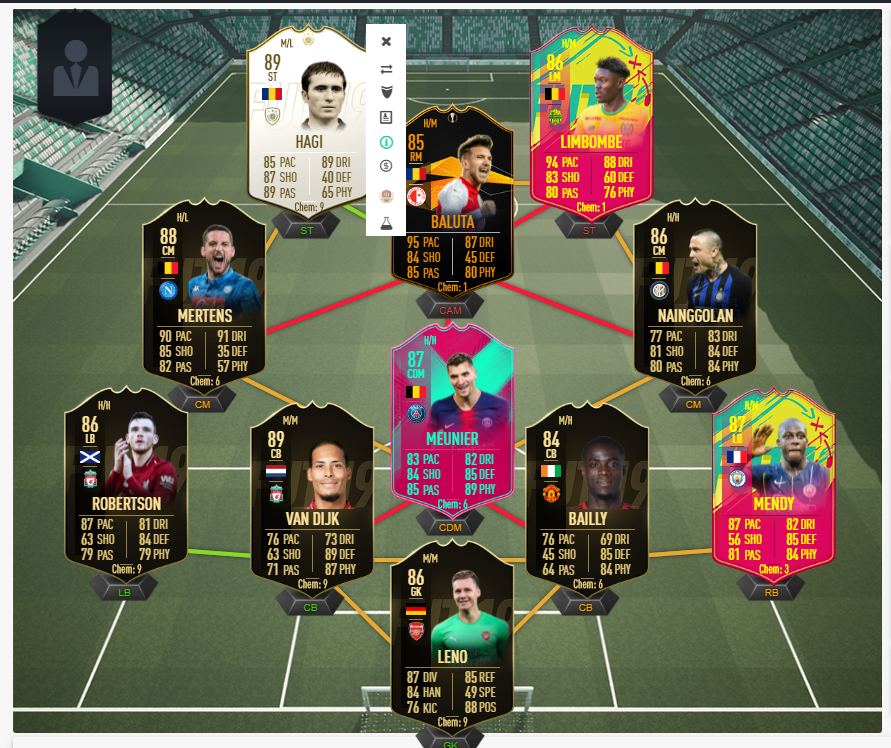 M/L
89
ST
HAGI
85 PAC 89 DRI
87 SHO 40 DEF
89 PAS 65 PHY
Chem: 9
ST
H/M
85
RM
BALUTA
95 PAC 87 DRI
84 SHO 45 DEF
85 PAS 80 PHY
Chem: 1
CAM
H/M
86
LM
LIMBOMBE
94 PAC 88 DRI
83 SHO 60 DEF
80 PAS 76 PHY
Chem: 1
ST
H/L
88
CM
MERTENS
90 PAC 91 DRI
85 SHO 35 DEF
82 PAS 57 PHY
Chem: 6
CM
H/H
86
CM
NAINGGOLAN
77 PAC 83 DRI
81 SHO 84 DEF
80 PAS 84 PHY
Chem: 6
CM
H/H
87
CDM
MEUNIER
83 PAC 82 DRI
84 SHO 85 DEF
85 PAS 89 PHY
Chem: 6
CDM
H/H
86
LB
ROBERTSON
87 PAC 81 DRI
63 SHO 84 DEF
79 PAS 79 PHY
Chem: 9
LB
M/M
89
CB
VAN DIJK
76 PAC 73 DRI
63 SHO 89 DEF
71 PAS 87 PHY
Chem: 9
CB
M/H
84
CB
BAILLY
76 PAC 69 DRI
45 SHO 85 DEF
64 PAS 84 PHY
Chem: 6
CB
H/M
87
LB
MENDY
87 PAC 82 DRI
56 SHO 85 DEF
81 PAS 84 PHY
Chem: 3
RB
M/M
86
GK
LENO
87 DIV 85 REF
84 HAN 49 SPE
76 KIC 88 POS
Chem: 9
GK